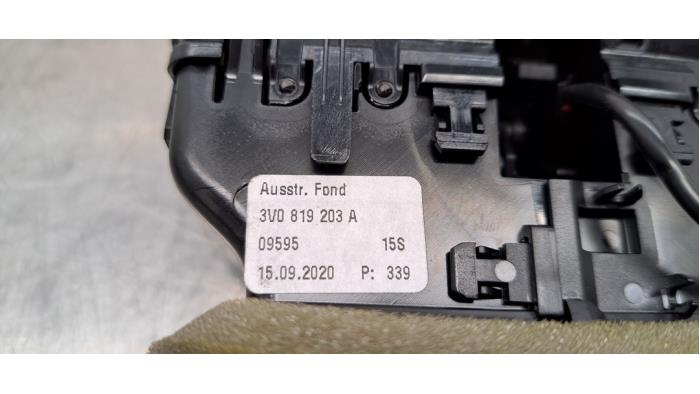 Ausstr. Fond
3V0 819 203 A
09595 15S
15.09.2020 P: 339